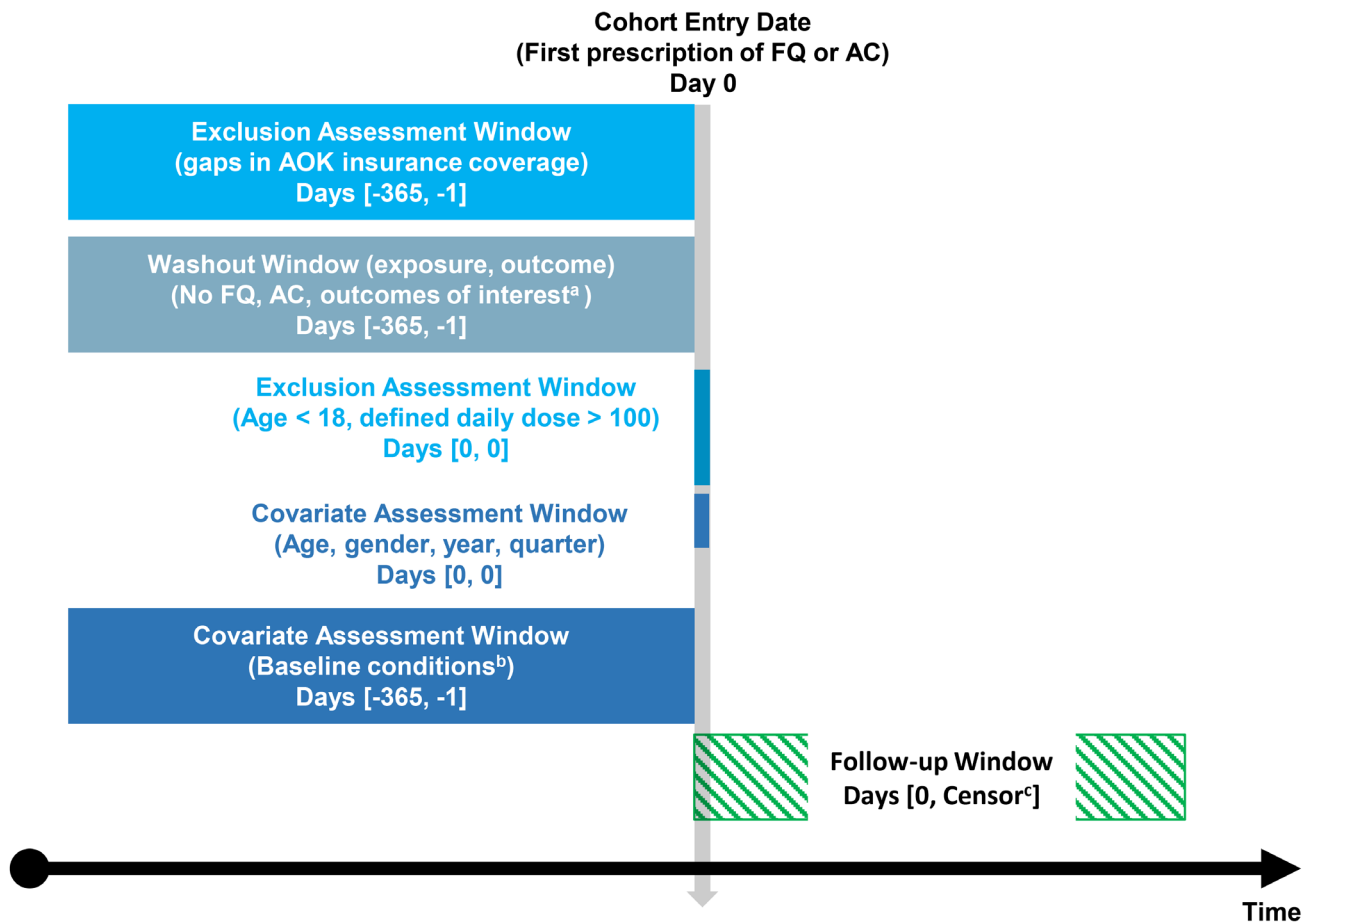 Cohort Entry Date
(First prescription of FQ or AC)
Day 0
Exclusion Assessment Window
(gaps in AOK insurance coverage)
Days [-365, -1]
Washout Window (exposure, outcome)
(No FQ, AC, outcomes of interestᵃ )
Days [-365, -1]
Exclusion Assessment Window
(Age < 18, defined daily dose > 100)
Days [0, 0]
Covariate Assessment Window
(Age, gender, year, quarter)
Days [0, 0]
Covariate Assessment Window
(Baseline conditionsᵇ)
Days [-365, -1]
Follow-up Window
Days [0, Censorᶜ]
Time